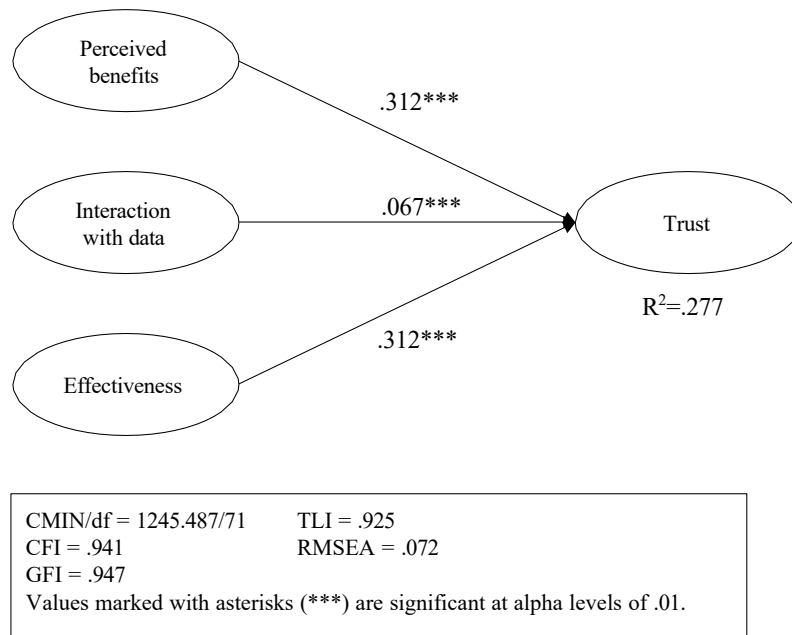 Perceived
benefits
.312***
Interaction
with data
.067***
Trust
R²=.277
.312***
Effectiveness
CMIN/df = 1245.487/71 TLI = .925
CFI = .941 RMSEA = .072
GFI = .947
Values marked with asterisks (***) are significant at alpha levels of .01.